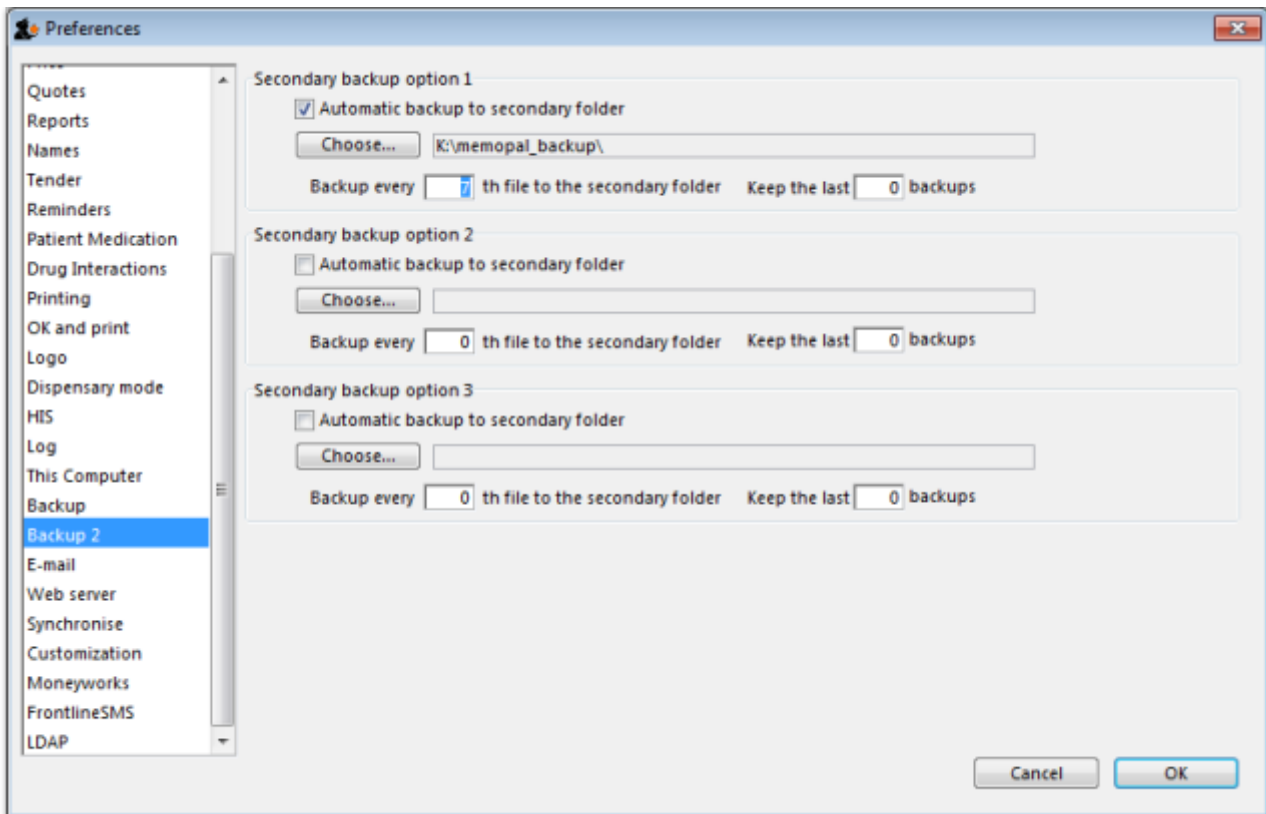 Preferences
Quotes
Reports
Names
Tender
Reminders
Patient Medication
Drug Interactions
Printing
OK and print
Logo
Dispensary mode
HIS
Log
This Computer
Backup
Backup 2
E-mail
Web server
Synchronise
Customization
Moneyworks
FrontlineSMS
LDAP
Secondary backup option 1
Automatic backup to secondary folder
Choose... K:\memopal_backup\
Backup every 7 th file to the secondary folder Keep the last 0 backups
Secondary backup option 2
Automatic backup to secondary folder
Choose...
Backup every 0 th file to the secondary folder Keep the last 0 backups
Secondary backup option 3
Automatic backup to secondary folder
Choose...
Backup every 0 th file to the secondary folder Keep the last 0 backups
Cancel OK